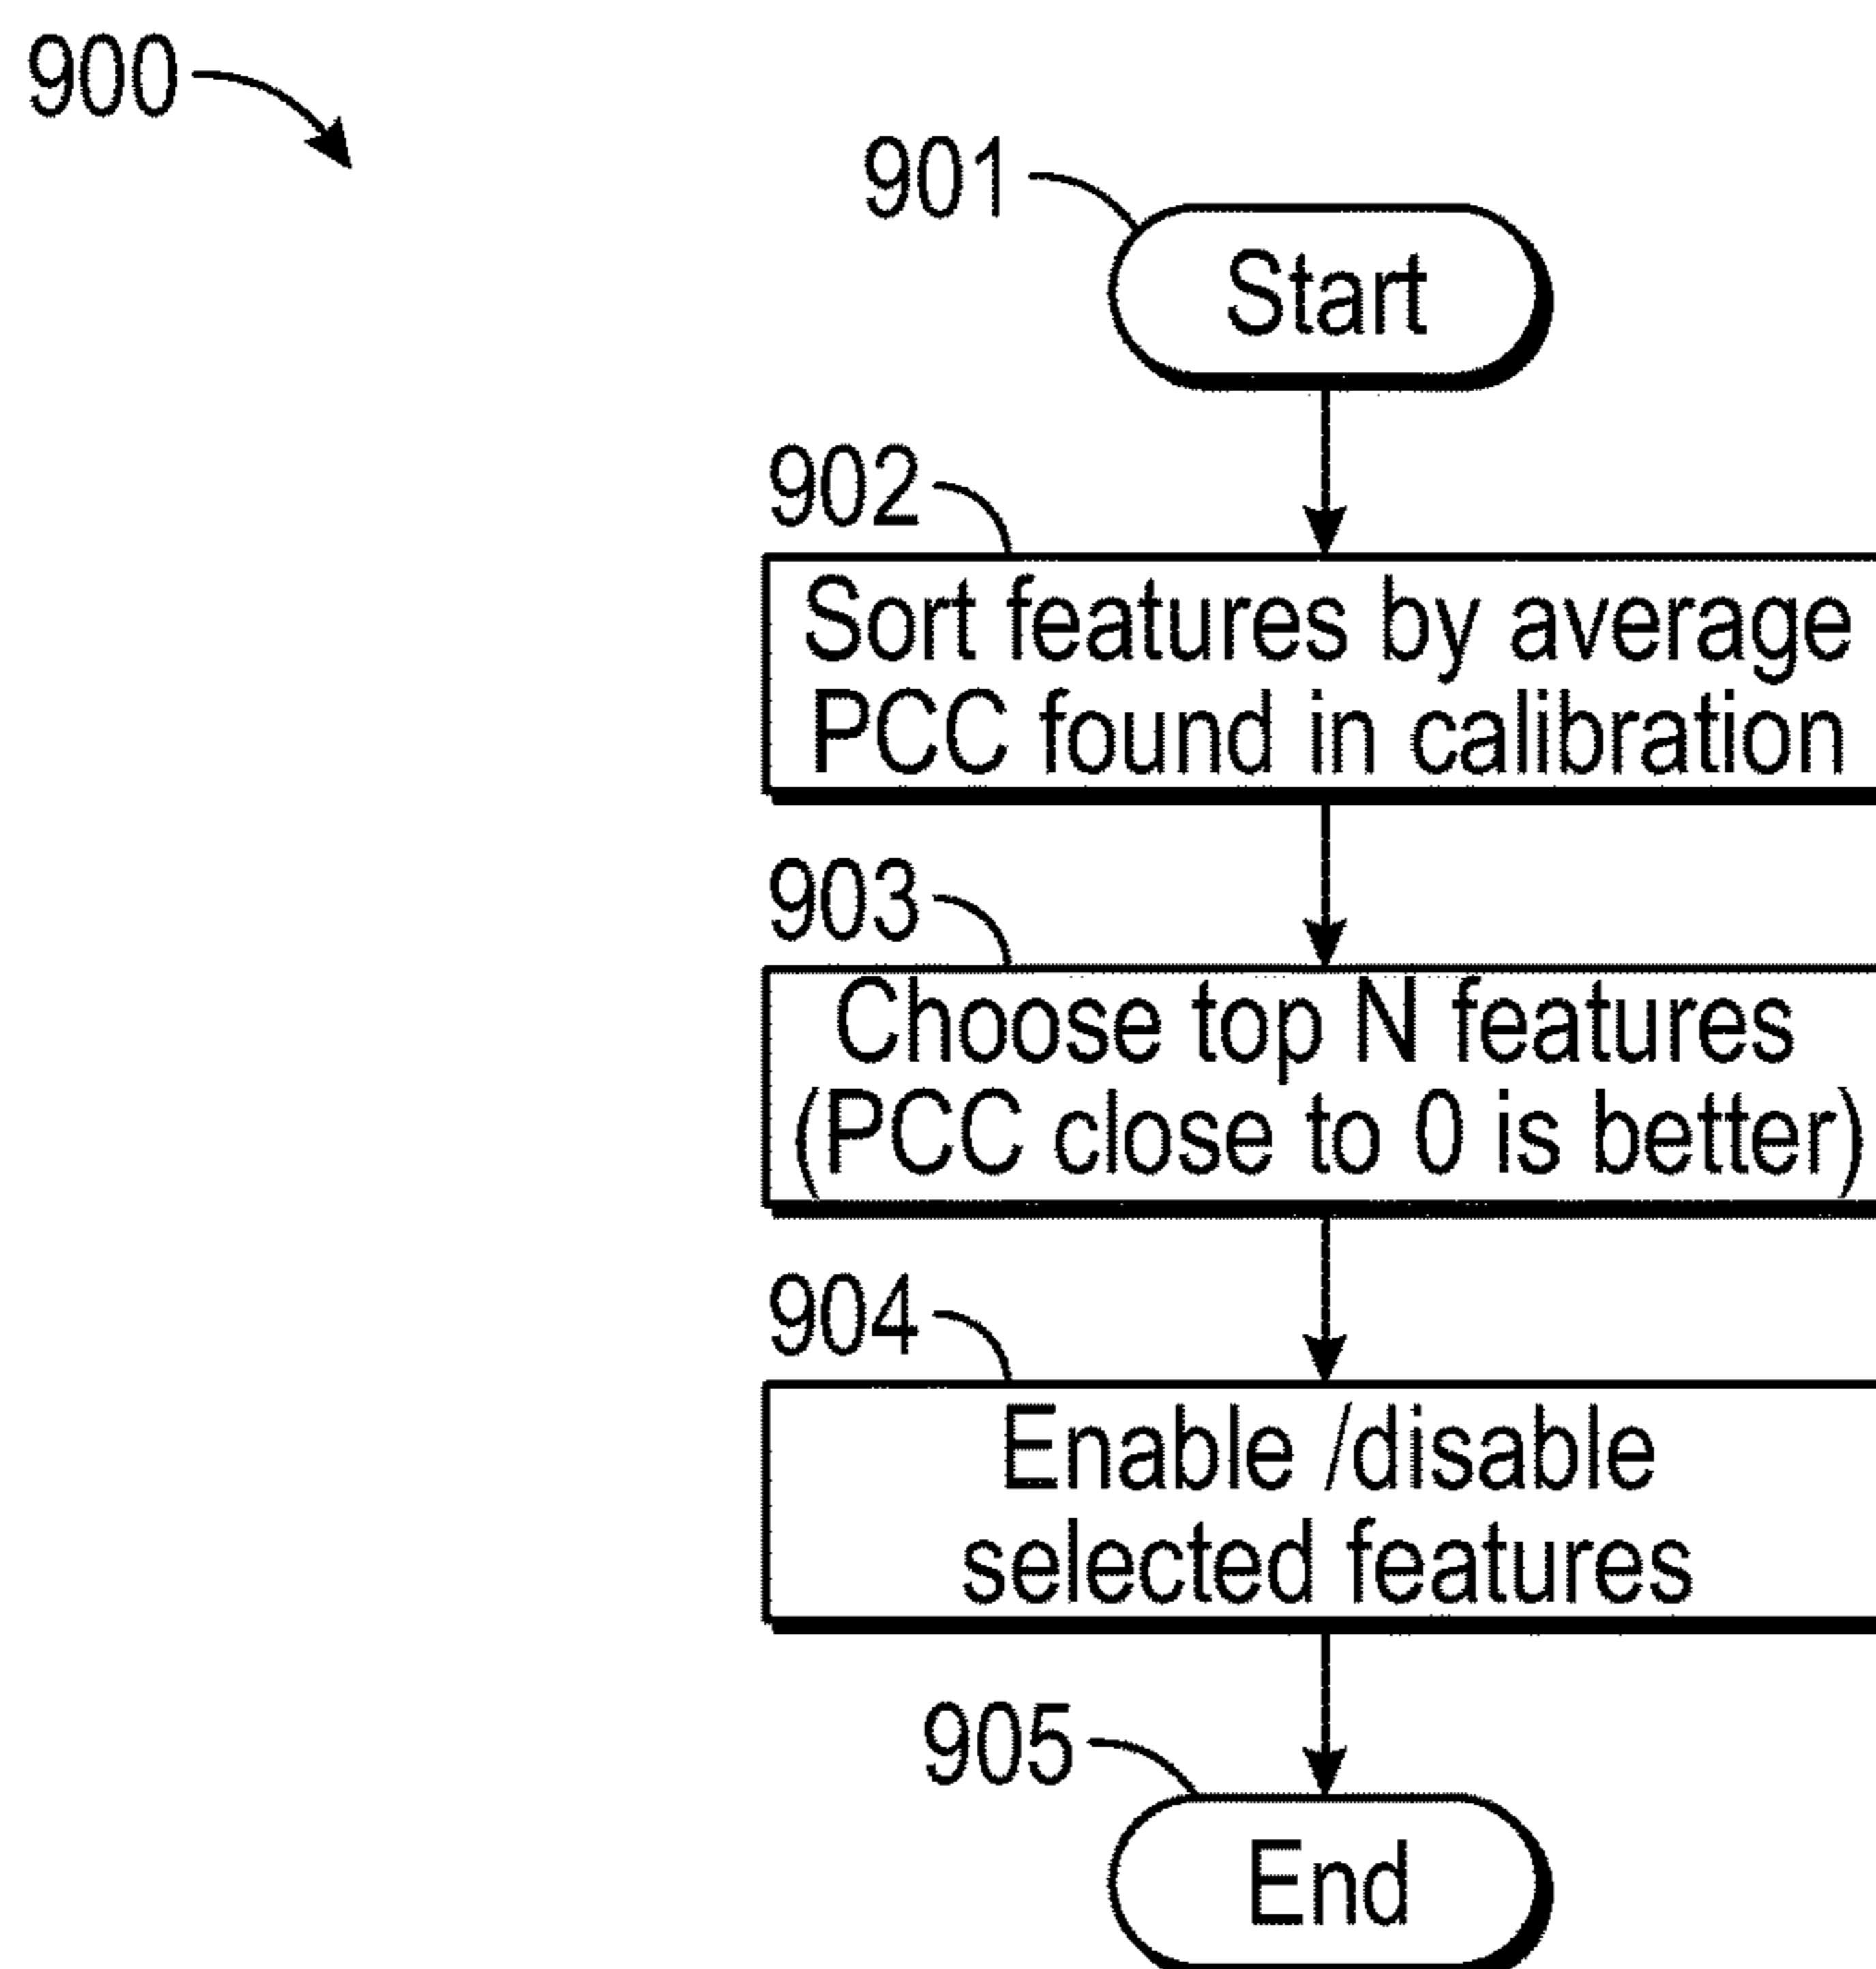 900
901
Start
902
Sort features by average
PCC found in calibration
903
Choose top N features
(PCC close to 0 is better)
904
Enable /disable
selected features
905
End